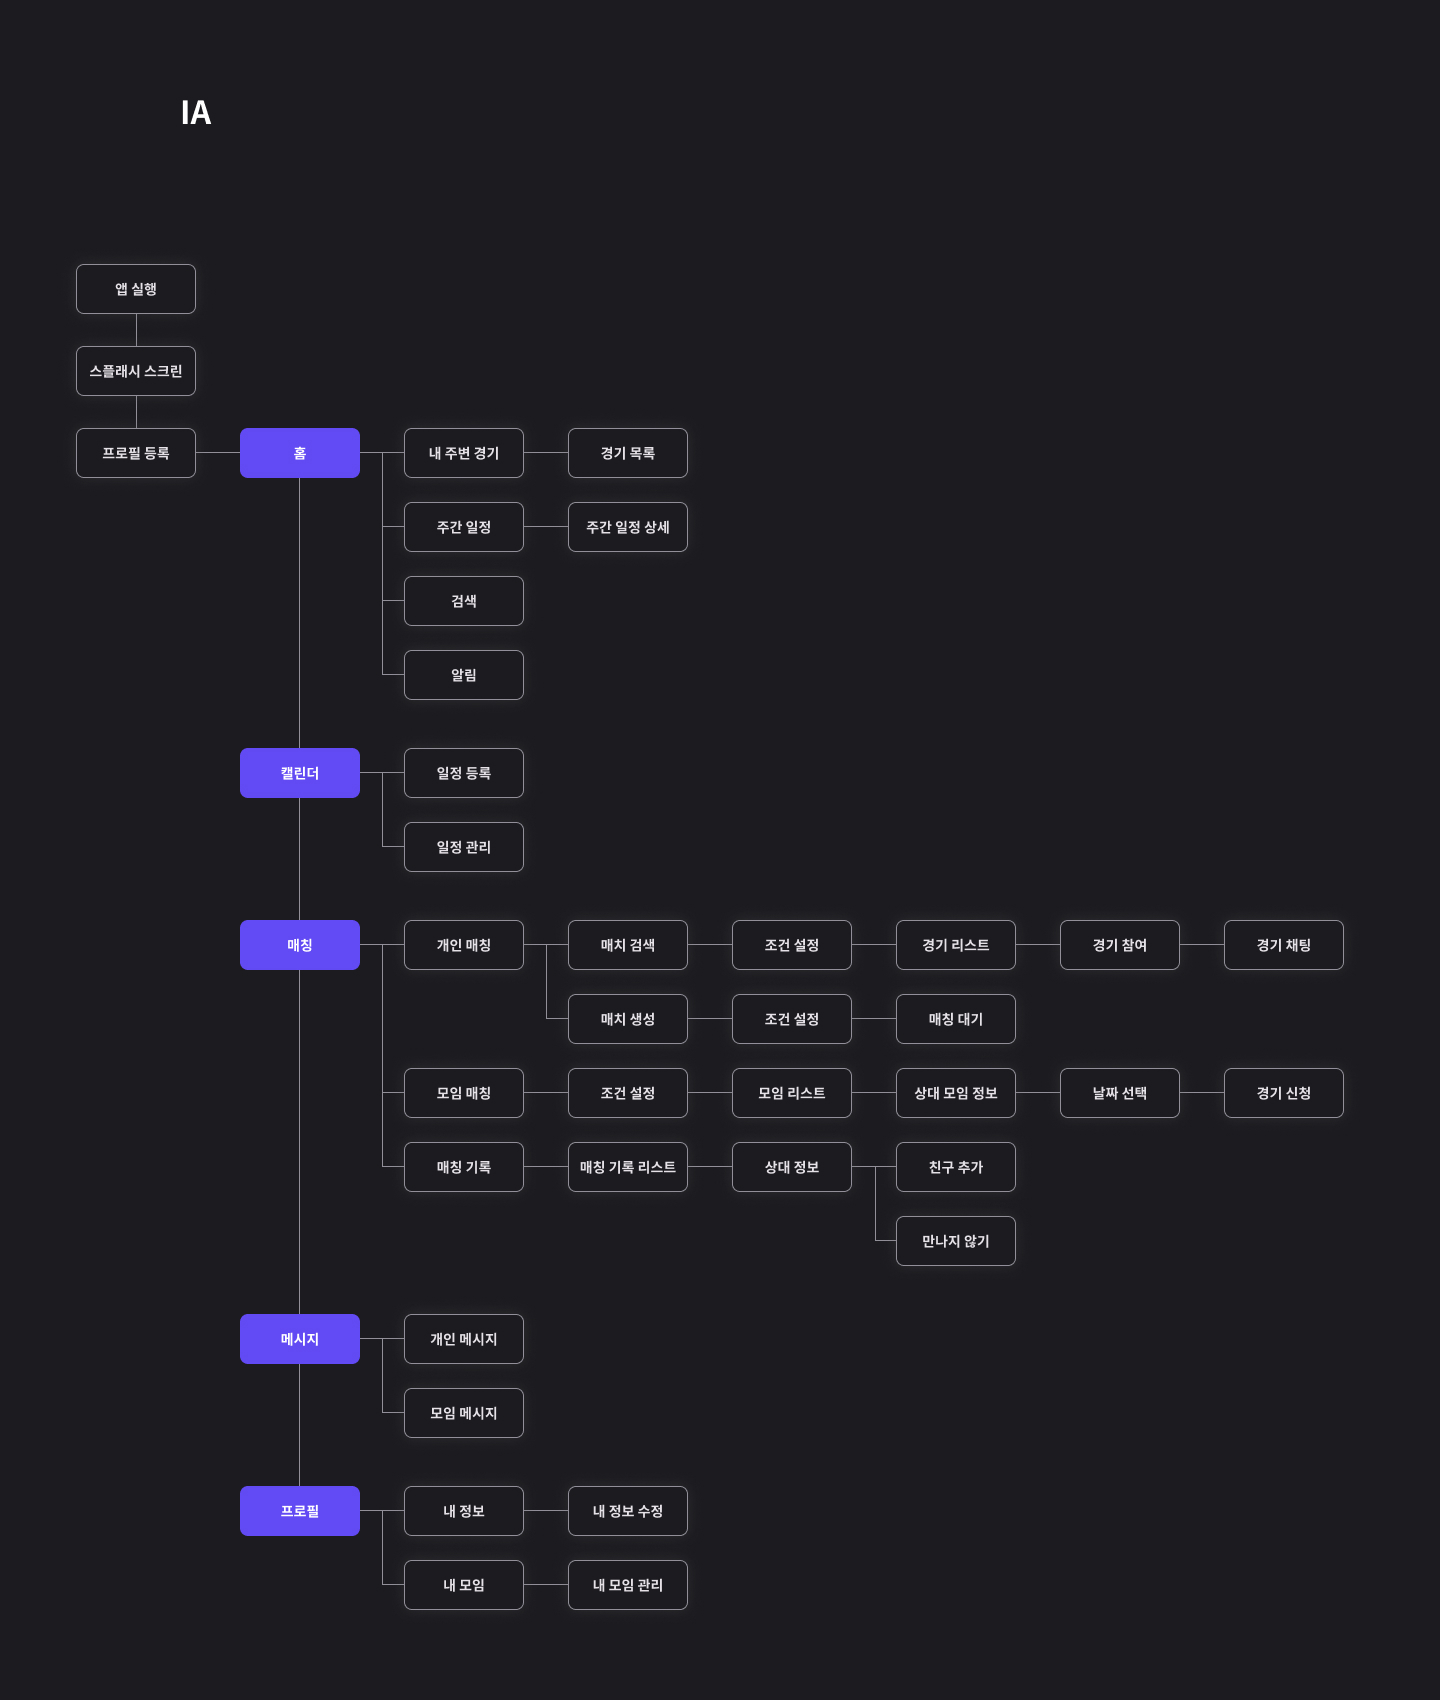 IA
앱 실행
스플래시 스크린
프로필 등록
홈
내 주변 경기
경기 목록
주간 일정
주간 일정 상세
검색
알림
캘린더
일정 등록
일정 관리
매칭
개인 매칭
매치 검색
조건 설정
경기 리스트
경기 참여
경기 채팅
매치 생성
조건 설정
매칭 대기
모임 매칭
조건 설정
모임 리스트
상대 모임 정보
날짜 선택
경기 신청
매칭 기록
매칭 기록 리스트
상대 정보
친구 추가
만나지 않기
메시지
개인 메시지
모임 메시지
프로필
내 정보
내 정보 수정
내 모임
내 모임 관리